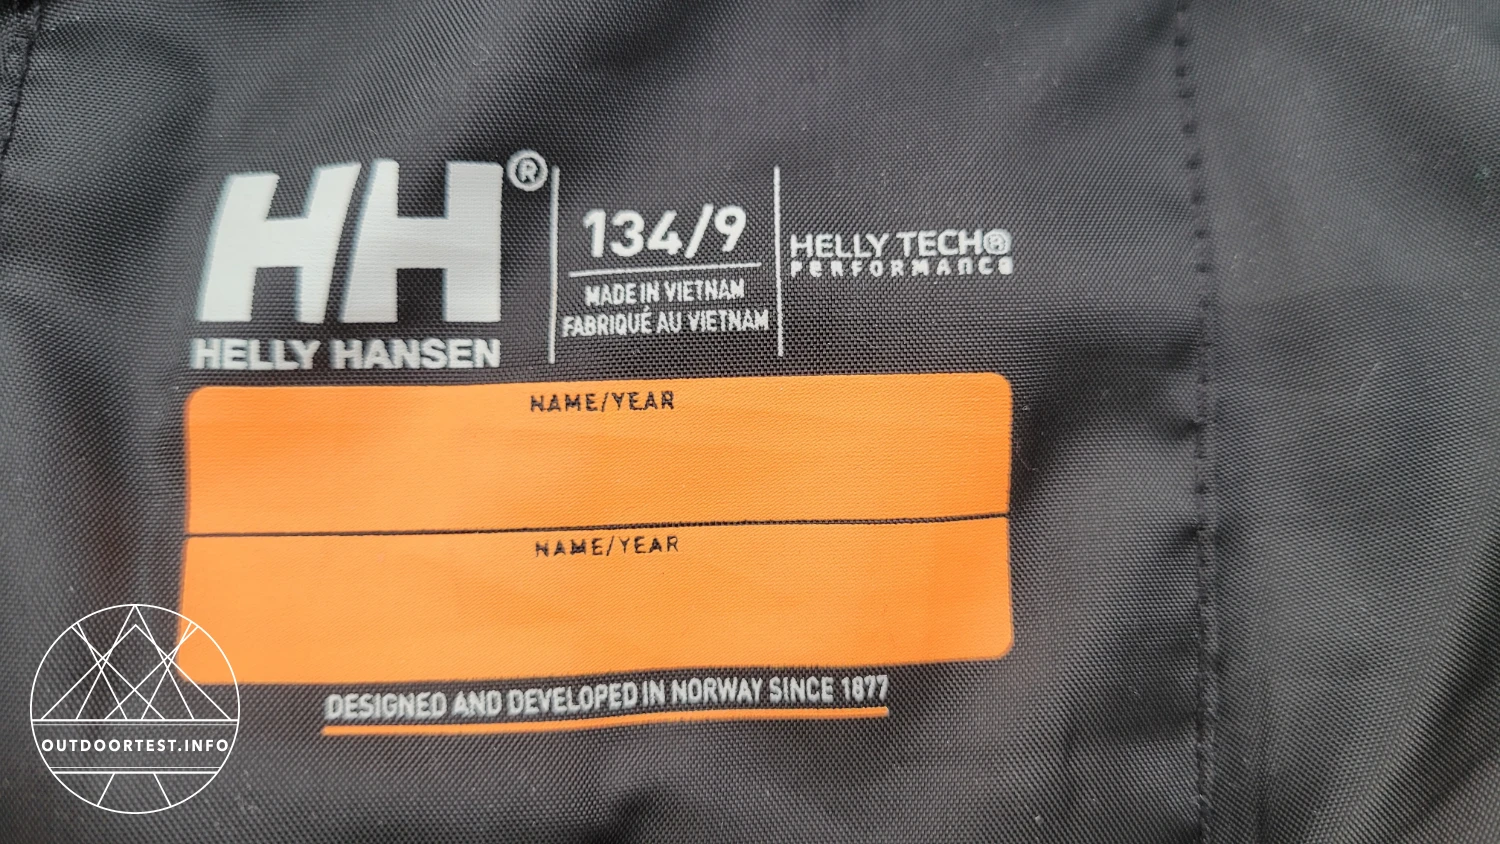 HH®
HELLY HANSEN
134/9
MADE IN VIETNAM
FABRIQUÉ AU VIETNAM
HELLY TECH®
PERFORMANCE
NAME/YEAR
NAME/YEAR
DESIGNED AND DEVELOPED IN NORWAY SINCE 1877
OUTDOORTEST.INFO